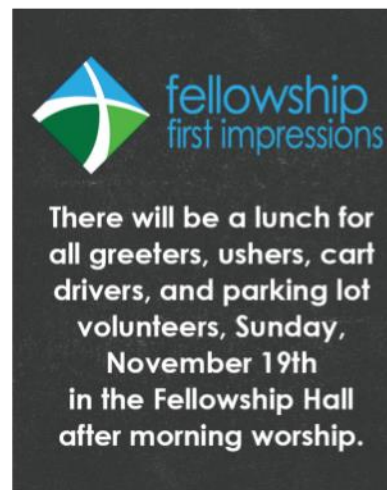 fellowship
first impressions
There will be a lunch for
all greeters, ushers, cart
drivers, and parking lot
volunteers, Sunday,
November 19th
in the Fellowship Hall
after morning worship.